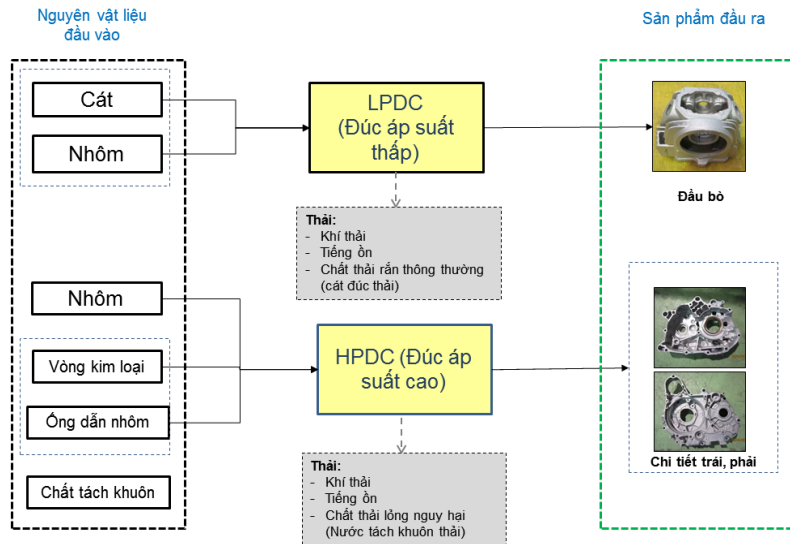 Nguyên vật liệu
đầu vào
Sản phẩm đầu ra
Cát
Nhôm
LPDC
(Đúc áp suất
thấp)
Đầu bò
Thải:
- Khí thải
- Tiếng ồn
- Chất thải rắn thông thường
(cát đúc thải)
Nhôm
Vòng kim loại
Ống dẫn nhôm
Chất tách khuôn
HPDC (Đúc áp
suất cao)
Chi tiết trái, phải
Thải:
- Khí thải
- Tiếng ồn
- Chất thải lỏng nguy hại
(Nước tách khuôn thải)